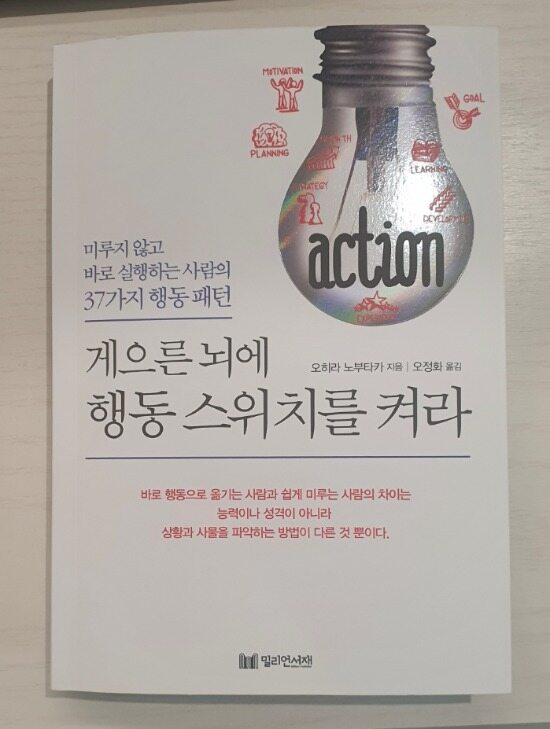 MOTIVATION
GOAL
PLANNING
LEARNING
action
미루지 않고
바로 실행하는 사람의
37가지 행동 패턴
게으른 뇌에
오히라 노부타카 지음 | 오정화 옮김
행동 스위치를 켜라
바로 행동으로 옮기는 사람과 쉽게 미루는 사람의 차이는
능력이나 성격이 아니라
상황과 사물을 파악하는 방법이 다른 것 뿐이다.
밀리언서재